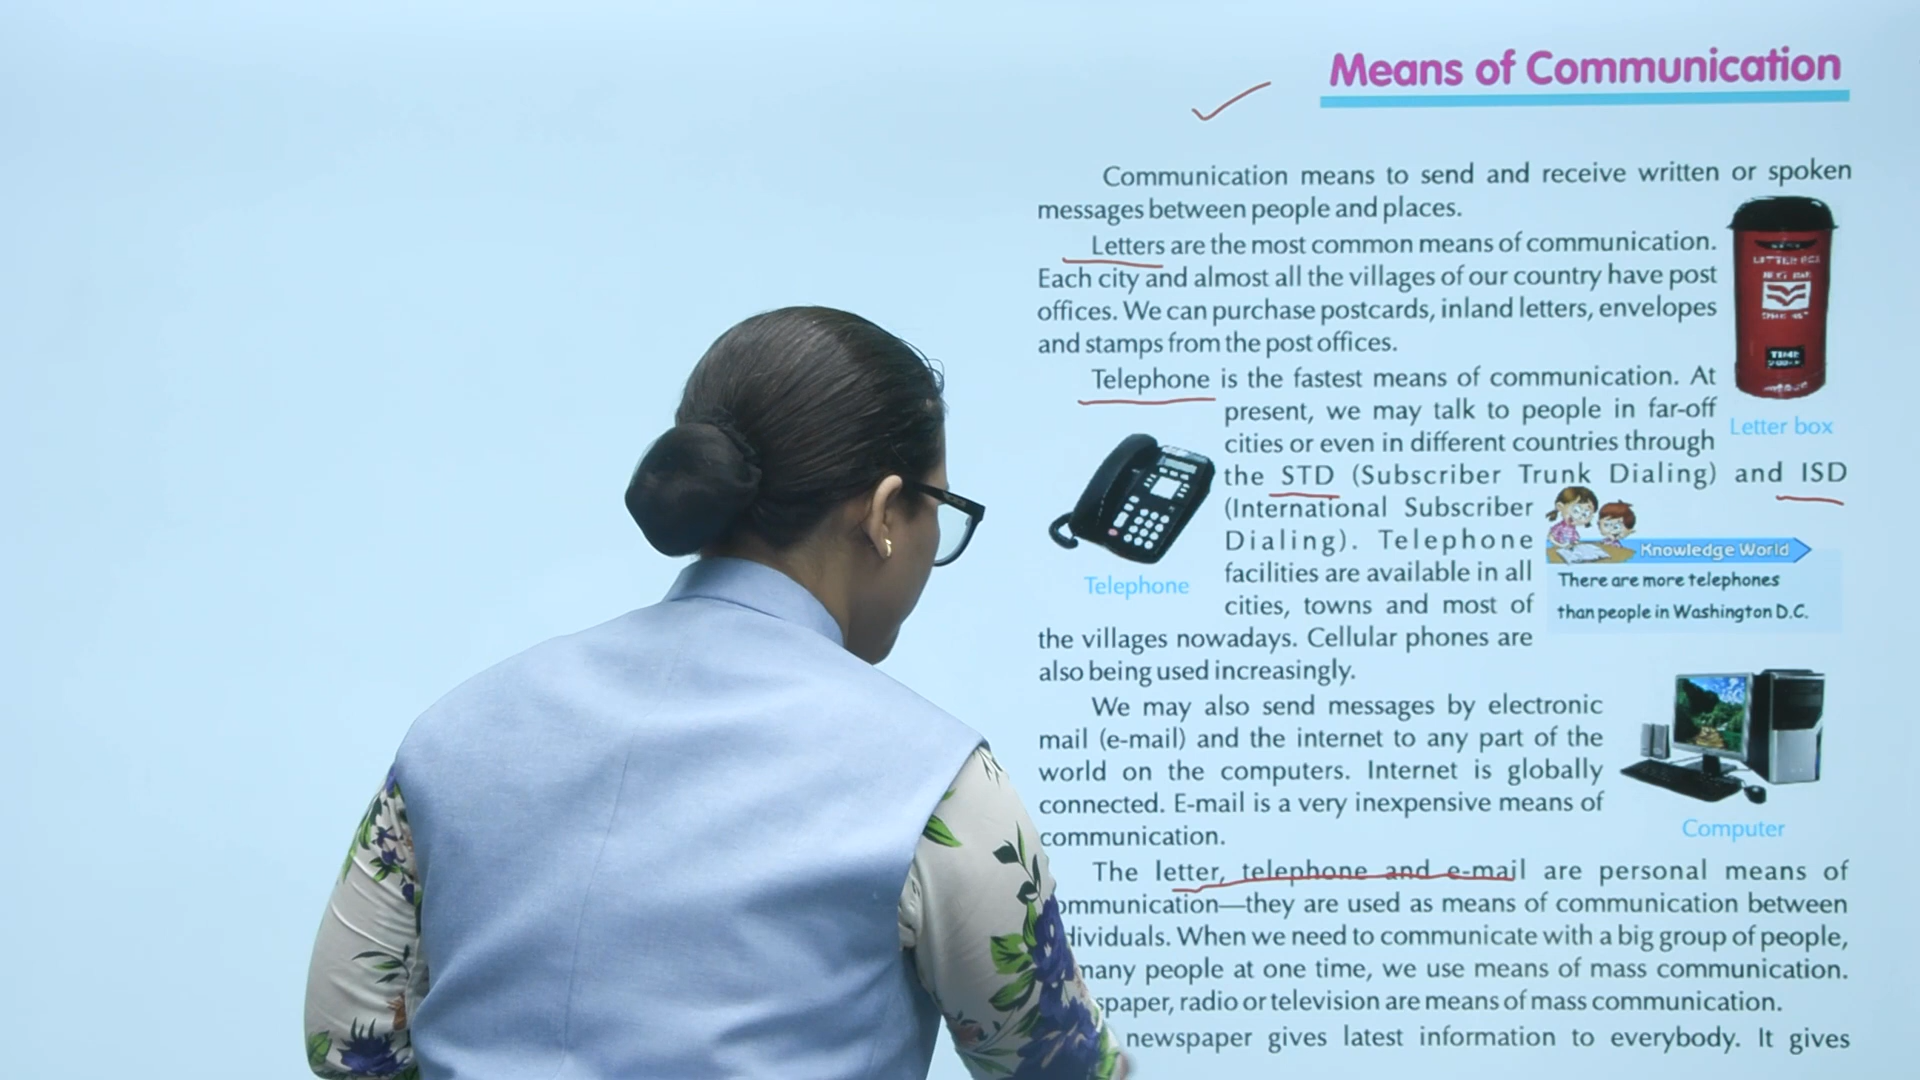 Means of Communication
Communication means to send and receive written or spoken
messages between people and places.
Letters are the most common means of communication.
Each city and almost all the villages of our country have post
offices. We can purchase postcards, inland letters, envelopes
and stamps from the post offices.
LETTER BOX
TIME
Letter box
Telephone is the fastest means of communication. At
present, we may talk to people in far-off
cities or even in different countries through
the STD (Subscriber Trunk Dialing) and ISD
(International Subscriber
Dialing). Telephone
facilities are available in all
cities, towns and most of
the villages nowadays. Cellular phones are
also being used increasingly.
Telephone
Knowledge World
There are more telephones
than people in Washington D.C.
We may also send messages by electronic
mail (e-mail) and the internet to any part of the
world on the computers. Internet is globally
connected. E-mail is a very inexpensive means of
communication.
Computer
The letter, telephone and e-mail are personal means of
ommunication—they are used as means of communication between
dividuals. When we need to communicate with a big group of people,
many people at one time, we use means of mass communication.
spaper, radio or television are means of mass communication.
newspaper gives latest information to everybody. It gives